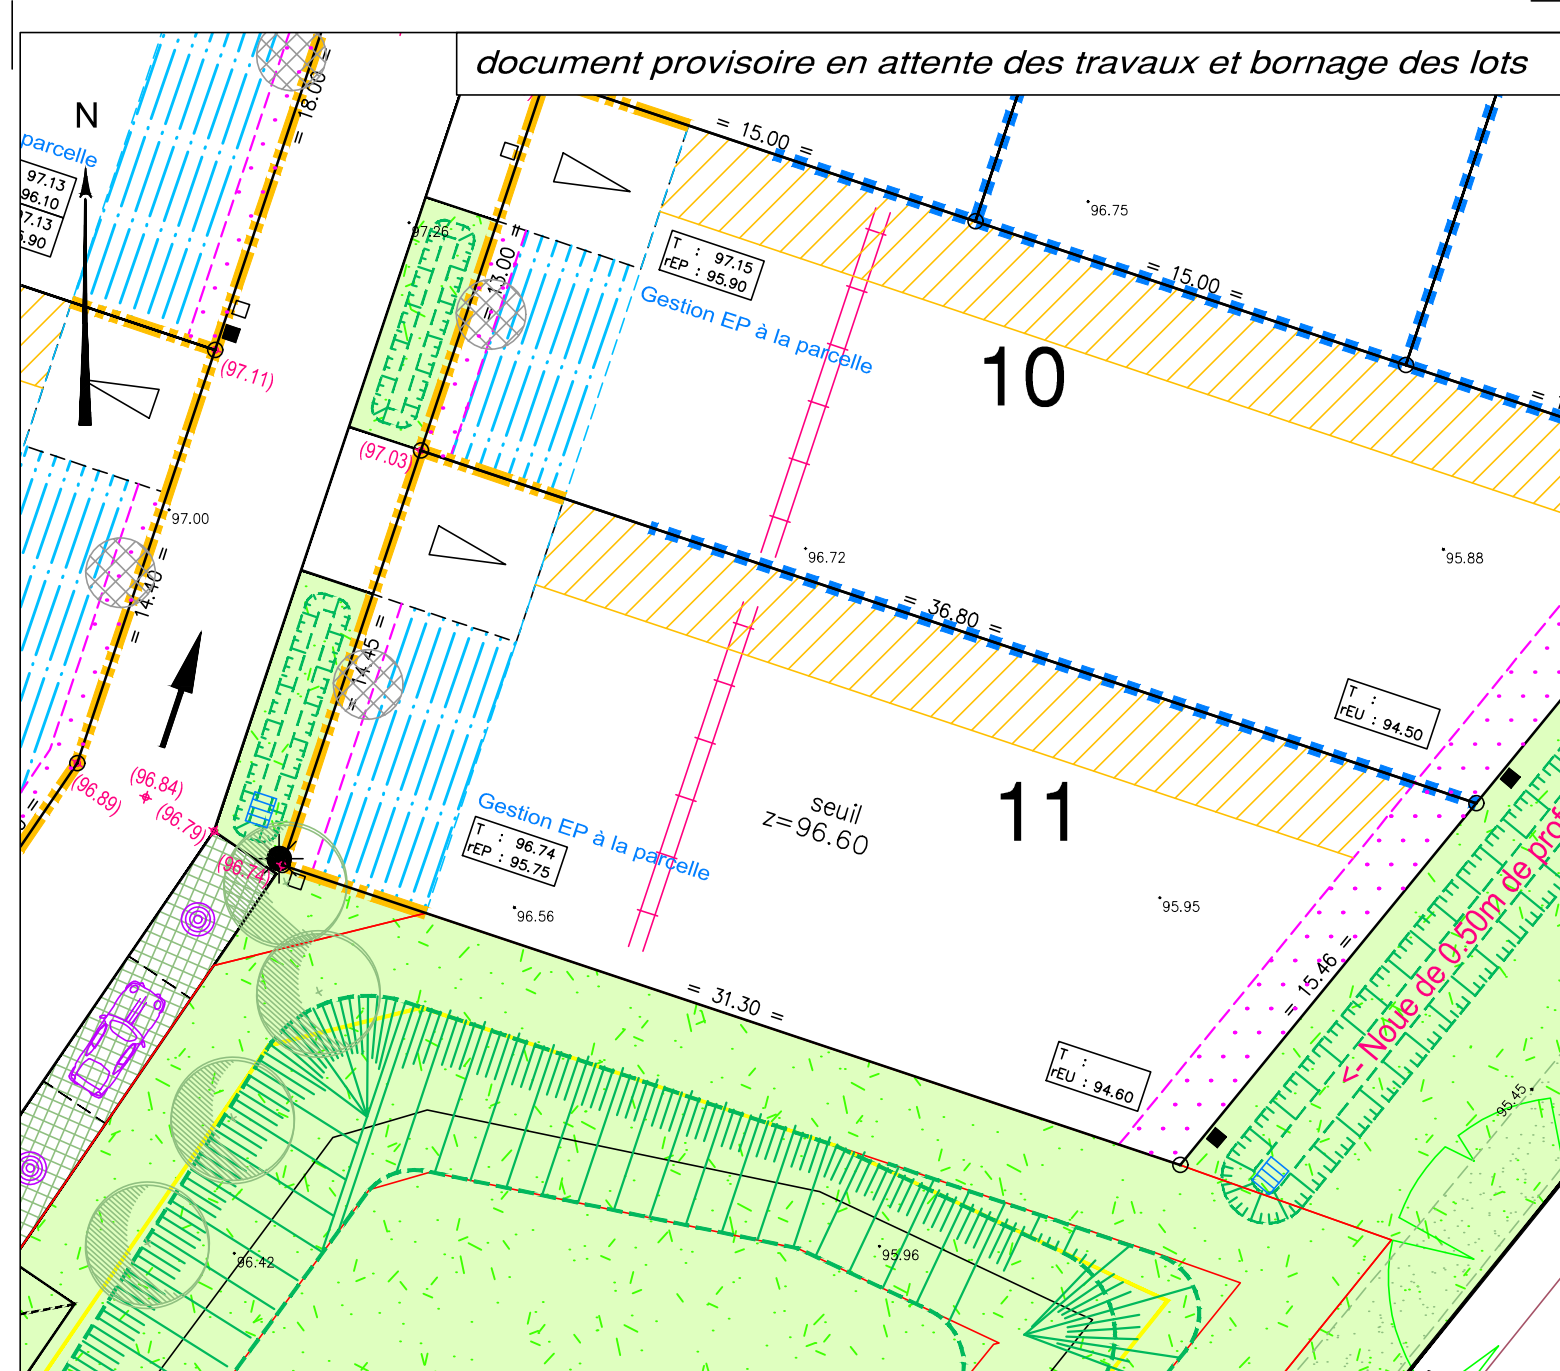 document provisoire en attente des travaux et bornage des lots
= 18.00 =
N
parcelle
97.13
96.10
97.13
= 15.00 =
96.75
97.26
= 13.00 =
T : 97.15
rEP : 95.90
Gestion EP à la parcelle
= 15.00 =
10
(97.11)
(97.03)
97.00
96.72
95.88
= 14.40 =
= 36.80 =
= 14.45 =
T :
rEU : 94.50
(96.84)
(96.89)
(96.79)
(96.74)
Gestion EP à la parcelle
T : 96.74
rEP : 95.75
seuil
z=96.60
11
96.56
95.95
= 31.30 =
= 15.46 =
<- Noue de 0.50m de prof
T :
rEU : 94.60
95.45
96.42
95.96